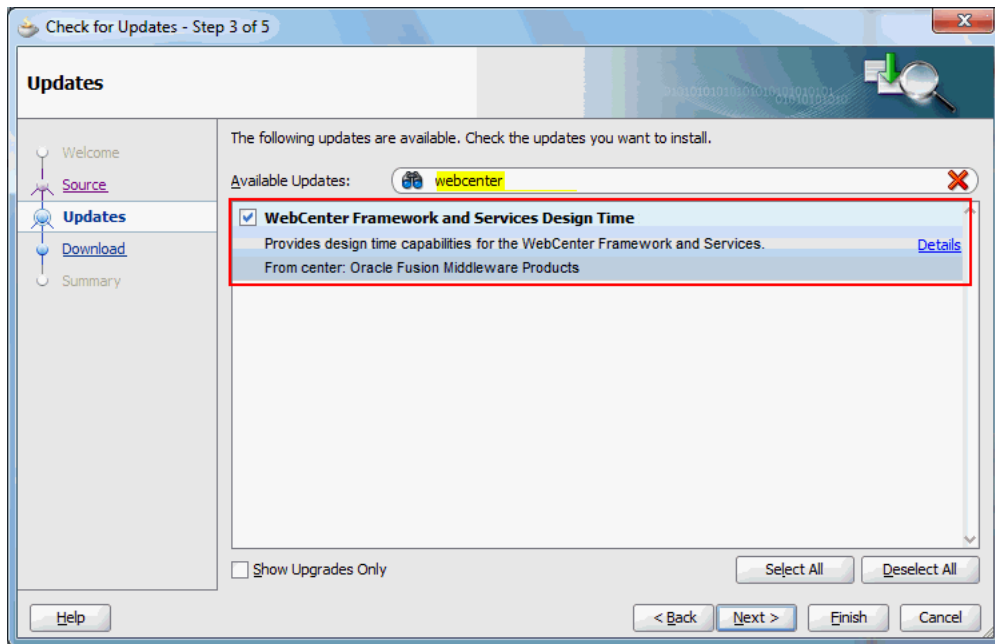 Check for Updates - Step 3 of 5
Updates
The following updates are available. Check the updates you want to install.
Welcome
Source
Updates
Download
Summary
Available Updates: webcenter
WebCenter Framework and Services Design Time
Provides design time capabilities for the WebCenter Framework and Services. Details
From center: Oracle Fusion Middleware Products
Show Upgrades Only
Select All Deselect All
Help < Back Next > Finish Cancel